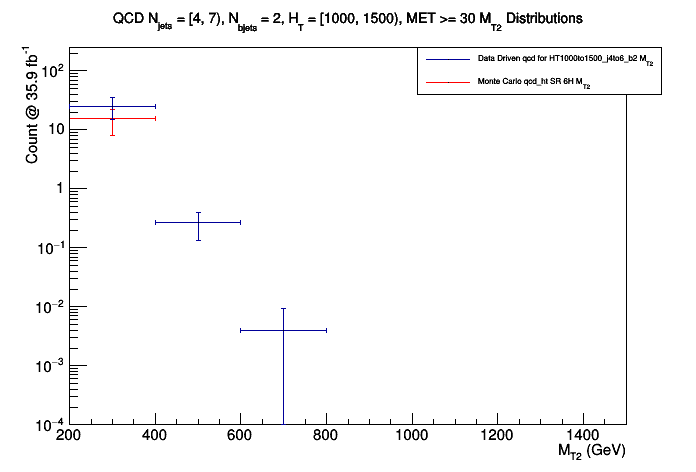 QCD N_jets = [4, 7), N_bjets = 2, H_T = [1000, 1500), MET >= 30 M_T2 Distributions
Data Driven qcd for HT1000to1500_j4to6_b2 M_T2
Monte Carlo qcd_ht SR 6H M_T2
Count @ 35.9 fb^-1
10^2
10
1
10^-1
10^-2
10^-3
10^-4
200 400 600 800 1000 1200 1400
M_T2 (GeV)